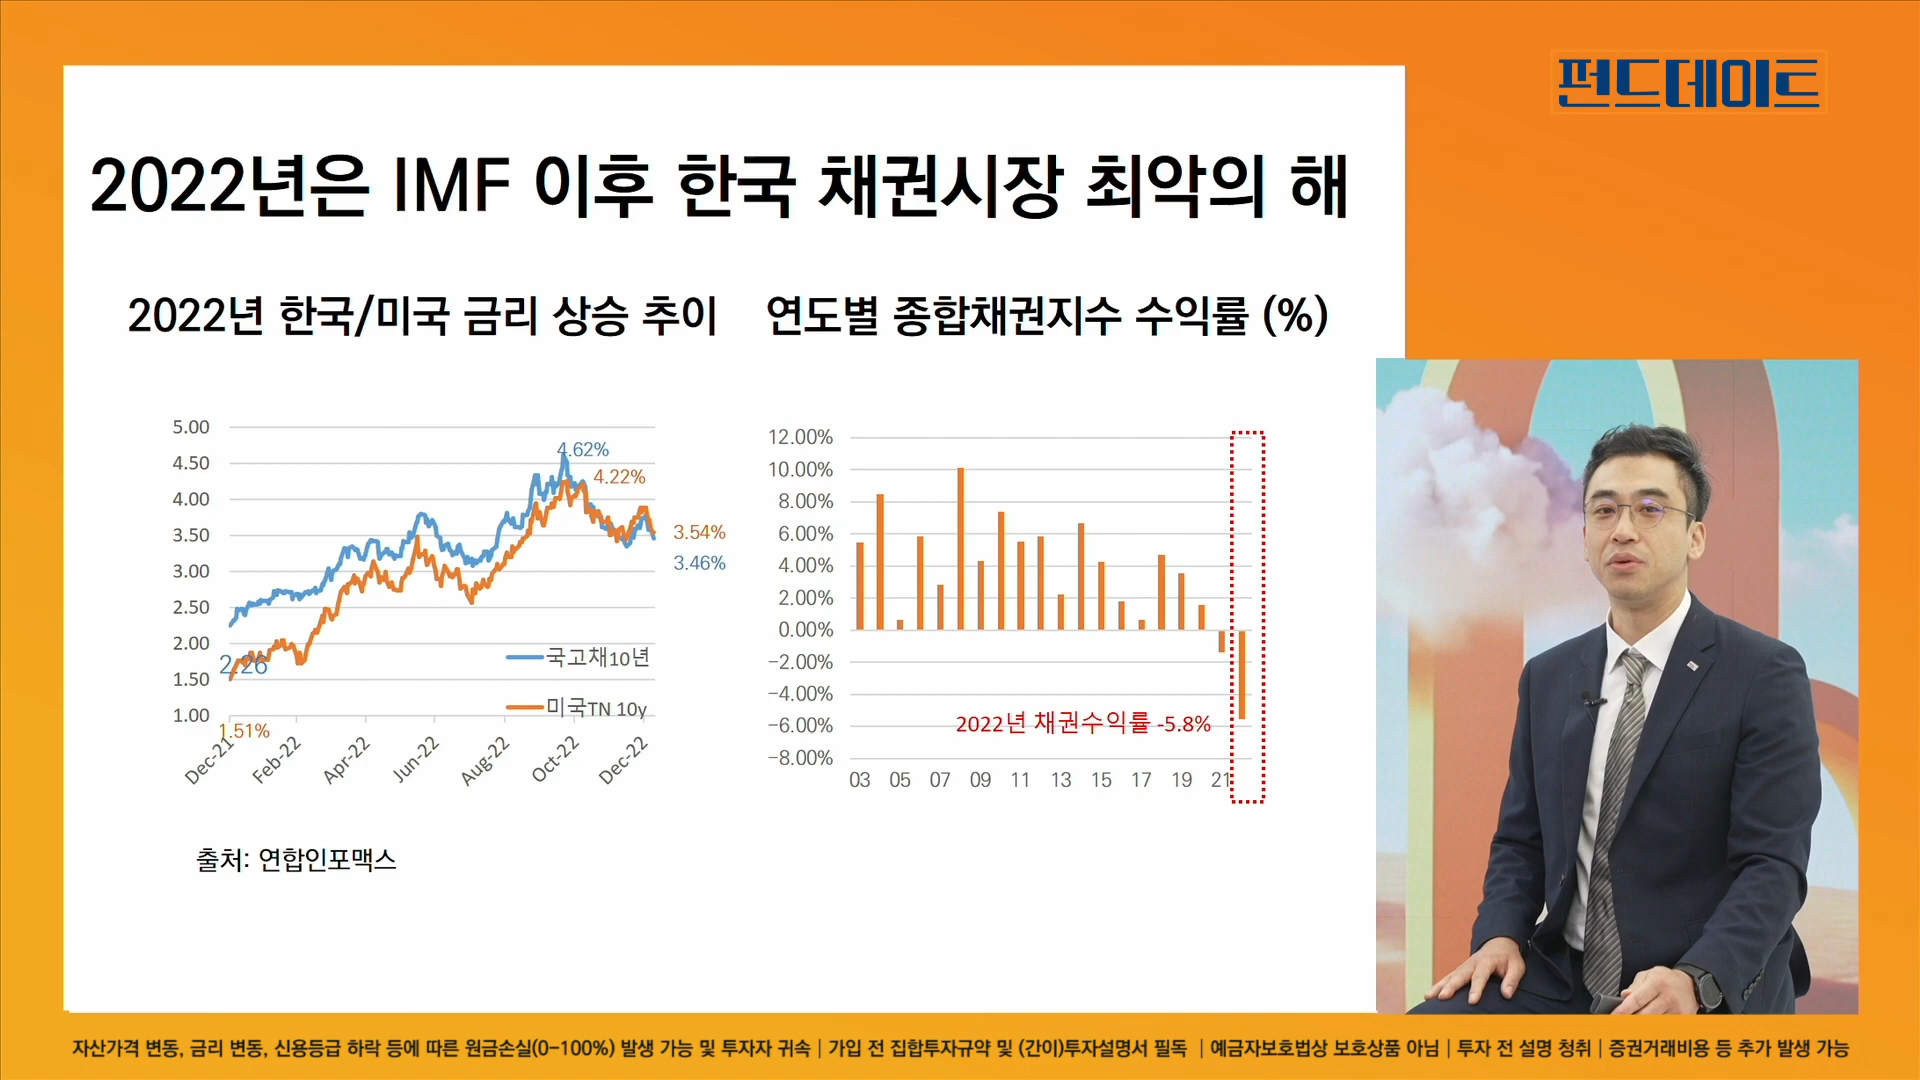 펀드데이트
2022년은 IMF 이후 한국 채권시장 최악의 해
2022년 한국/미국 금리 상승 추이
5.00
4.50
4.00
3.50
3.00
2.50
2.00
1.50
1.00
4.62%
4.22%
3.54%
3.46%
2.26
1.51%
국고채10년
미국TN 10y
Dec-21
Feb-22
Apr-22
Jun-22
Aug-22
Oct-22
Dec-22
출처: 연합인포맥스
연도별 종합채권지수 수익률 (%)
12.00%
10.00%
8.00%
6.00%
4.00%
2.00%
0.00%
-2.00%
-4.00%
-6.00%
-8.00%
2022년 채권수익률 -5.8%
03 05 07 09 11 13 15 17 19 21
자산가격 변동, 금리 변동, 신용등급 하락 등에 따른 원금손실(0-100%) 발생 가능 및 투자자 귀속 | 가입 전 집합투자규약 및 (간이)투자설명서 필독 | 예금자보호법상 보호상품 아님 | 투자 전 설명 청취 | 증권거래비용 등 추가 발생 가능